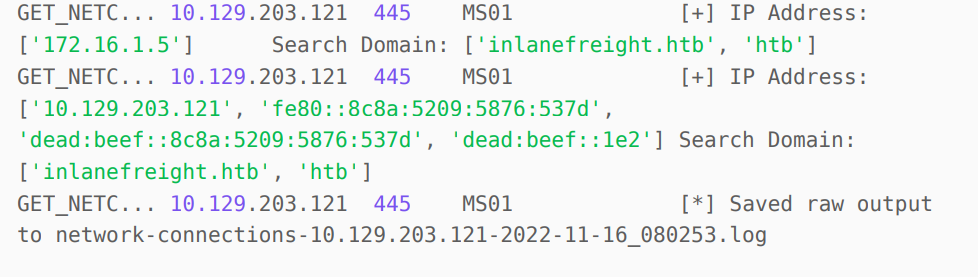 GET_NETC... 10.129.203.121  445    MS01             [+] IP Address:
['172.16.1.5']      Search Domain: ['inlanefreight.htb', 'htb']
GET_NETC... 10.129.203.121  445    MS01             [+] IP Address:
['10.129.203.121', 'fe80::8c8a:5209:5876:537d',
'dead:beef::8c8a:5209:5876:537d', 'dead:beef::1e2'] Search Domain:
['inlanefreight.htb', 'htb']
GET_NETC... 10.129.203.121  445    MS01             [*] Saved raw output
to network-connections-10.129.203.121-2022-11-16_080253.log